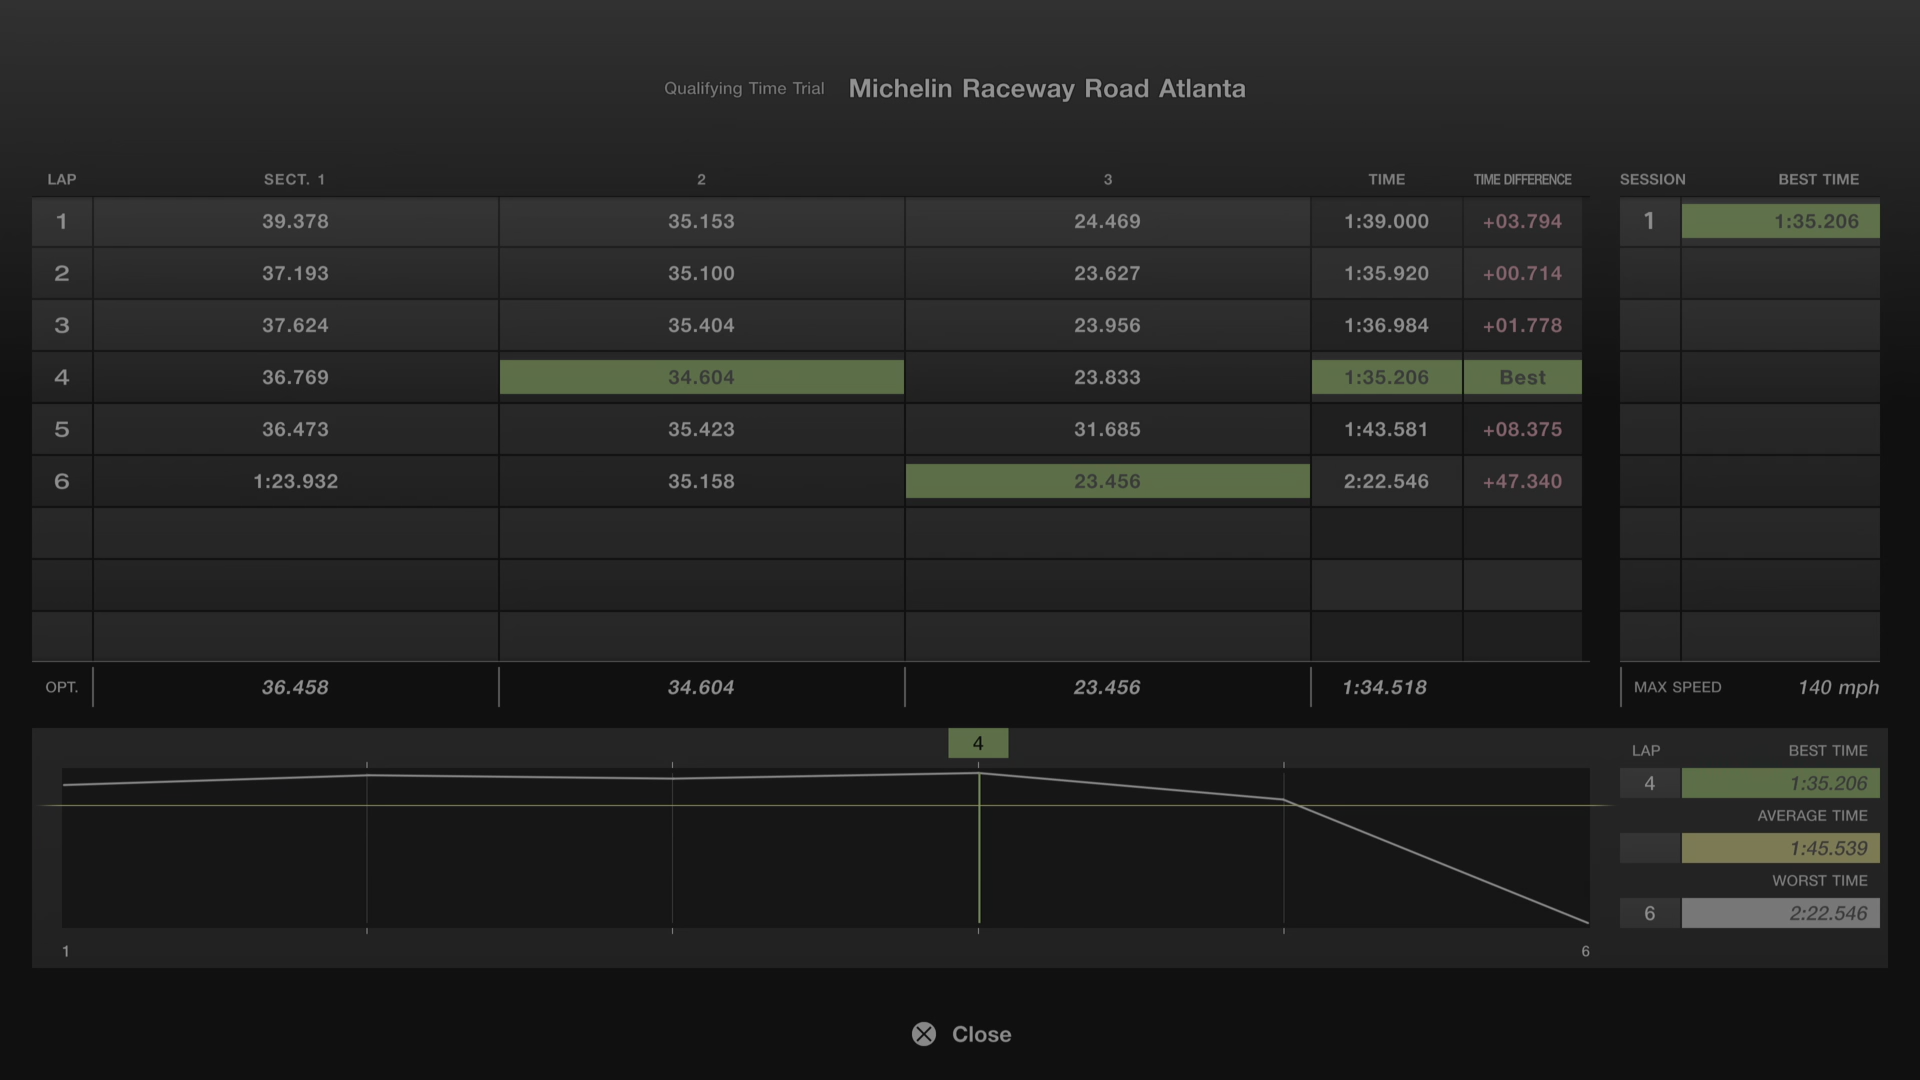 Qualifying Time Trial Michelin Raceway Road Atlanta
LAP SECT. 1 2 3 TIME TIME DIFFERENCE SESSION BEST TIME
1 39.378 35.153 24.469 1:39.000 +03.794 1 1:35.206
2 37.193 35.100 23.627 1:35.920 +00.714
3 37.624 35.404 23.956 1:36.984 +01.778
4 36.769 34.604 23.833 1:35.206 Best
5 36.473 35.423 31.685 1:43.581 +08.375
6 1:23.932 35.158 23.456 2:22.546 +47.340
OPT. 36.458 34.604 23.456 1:34.518 MAX SPEED 140 mph
4
LAP BEST TIME
4 1:35.206
AVERAGE TIME
1:45.539
WORST TIME
6 2:22.546
1 6
Close